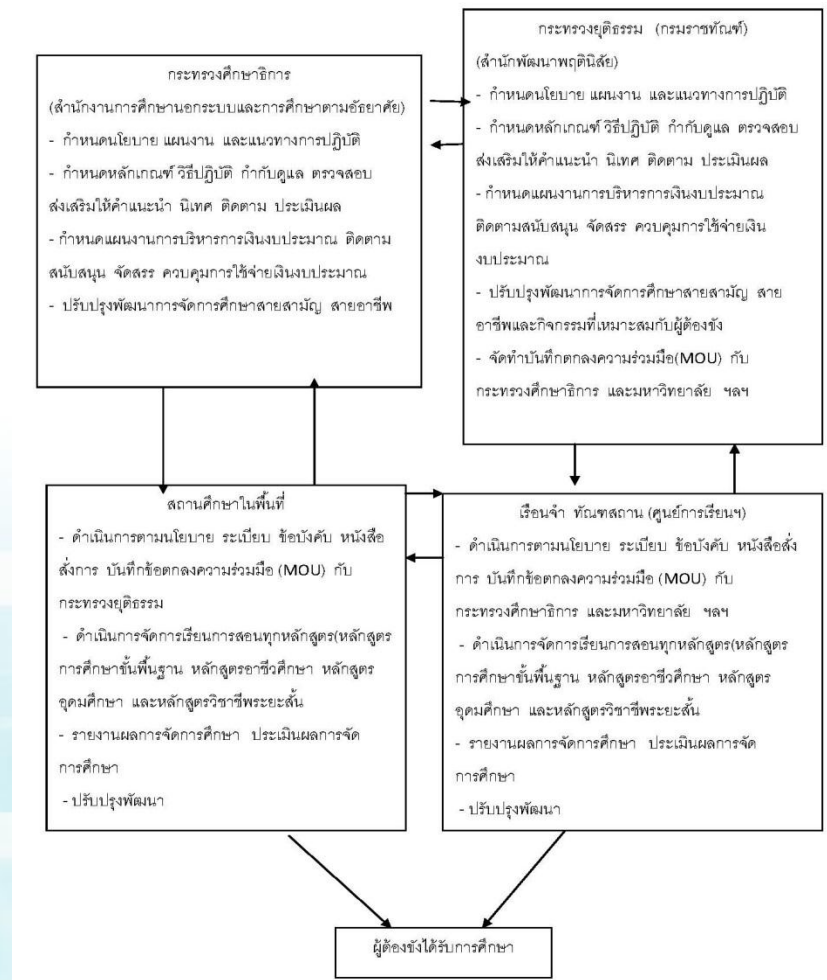 กระทรวงศึกษาธิการ
(สำนักงานการศึกษานอกระบบและการศึกษาตามอัธยาศัย)
- กำหนดนโยบาย แผนงาน และแนวทางการปฏิบัติ
- กำหนดหลักเกณฑ์ วิธีปฏิบัติ กำกับดูแล ตรวจสอบ
ส่งเสริมให้คำแนะนำ นิเทศ ติดตาม ประเมินผล
- กำหนดแผนงานการบริหารการเงินงบประมาณ ติดตาม
สนับสนุน จัดสรร ควบคุมการใช้จ่ายเงินงบประมาณ
- ปรับปรุงพัฒนาการจัดการศึกษาสายสามัญ สายอาชีพ
กระทรวงยุติธรรม (กรมราชทัณฑ์)
(สำนักพัฒนาพฤตินิสัย)
- กำหนดนโยบาย แผนงาน และแนวทางการปฏิบัติ
- กำหนดหลักเกณฑ์ วิธีปฏิบัติ กำกับดูแล ตรวจสอบ
ส่งเสริมให้คำแนะนำ นิเทศ ติดตาม ประเมินผล
- กำหนดแผนงานการบริหารการเงินงบประมาณ
ติดตามสนับสนุน จัดสรร ควบคุมการใช้จ่ายเงิน
งบประมาณ
- ปรับปรุงพัฒนาการจัดการศึกษาสายสามัญ สาย
อาชีพและกิจกรรมที่เหมาะสมกับผู้ต้องขัง
- จัดทำบันทึกตกลงความร่วมมือ(MOU) กับ
กระทรวงศึกษาธิการ และมหาวิทยาลัย ฯลฯ
สถานศึกษาในพื้นที่
- ดำเนินการตามนโยบาย ระเบียบ ข้อบังคับ หนังสือ
สั่งการ บันทึกข้อตกลงความร่วมมือ (MOU) กับ
กระทรวงยุติธรรม
- ดำเนินการจัดการเรียนการสอนทุกหลักสูตร(หลักสูตร
การศึกษาขั้นพื้นฐาน หลักสูตรอาชีวศึกษา หลักสูตร
อุดมศึกษา และหลักสูตรวิชาชีพระยะสั้น
- รายงานผลการจัดการศึกษา ประเมินผลการจัด
การศึกษา
- ปรับปรุงพัฒนา
เรือนจำ ทัณฑสถาน (ศูนย์การเรียนฯ)
- ดำเนินการตามนโยบาย ระเบียบ ข้อบังคับ หนังสือสั่ง
การ บันทึกข้อตกลงความร่วมมือ (MOU) กับ
กระทรวงศึกษาธิการ และมหาวิทยาลัย ฯลฯ
- ดำเนินการจัดการเรียนการสอนทุกหลักสูตร(หลักสูตร
การศึกษาขั้นพื้นฐาน หลักสูตรอาชีวศึกษา หลักสูตร
อุดมศึกษา และหลักสูตรวิชาชีพระยะสั้น
- รายงานผลการจัดการศึกษา ประเมินผลการจัด
การศึกษา
- ปรับปรุงพัฒนา
ผู้ต้องขังได้รับการศึกษา